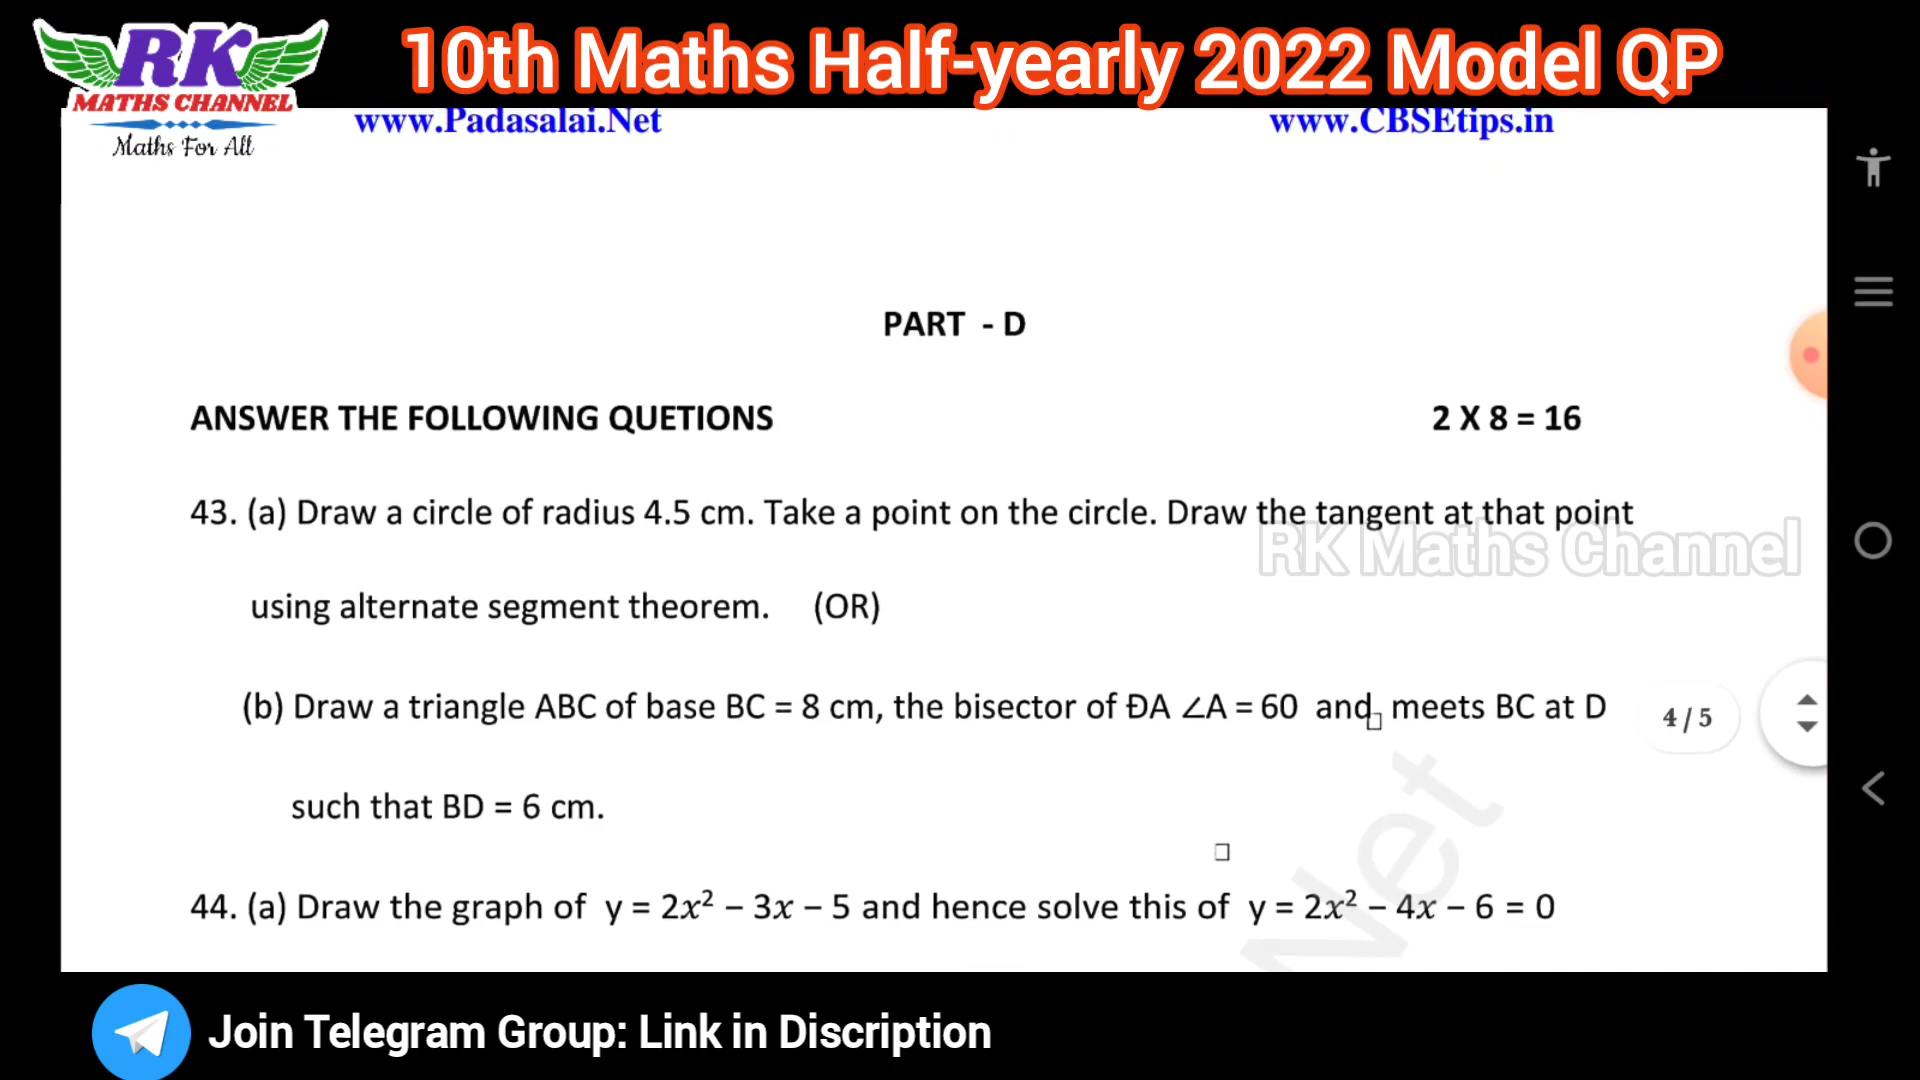 RK
MATHS CHANNEL
Maths For All
10th Maths Half-yearly 2022 Model QP
www.Padasalai.Net
www.CBSEtips.in
PART - D
ANSWER THE FOLLOWING QUETIONS 2 X 8 = 16
43. (a) Draw a circle of radius 4.5 cm. Take a point on the circle. Draw the tangent at that point
RK Maths Channel
using alternate segment theorem. (OR)
(b) Draw a triangle ABC of base BC = 8 cm, the bisector of ĐA ∠A = 60 and meets BC at D
4 / 5
such that BD = 6 cm.
Net
44. (a) Draw the graph of y = 2x² − 3x − 5 and hence solve this of y = 2x² − 4x − 6 = 0
Join Telegram Group: Link in Discription